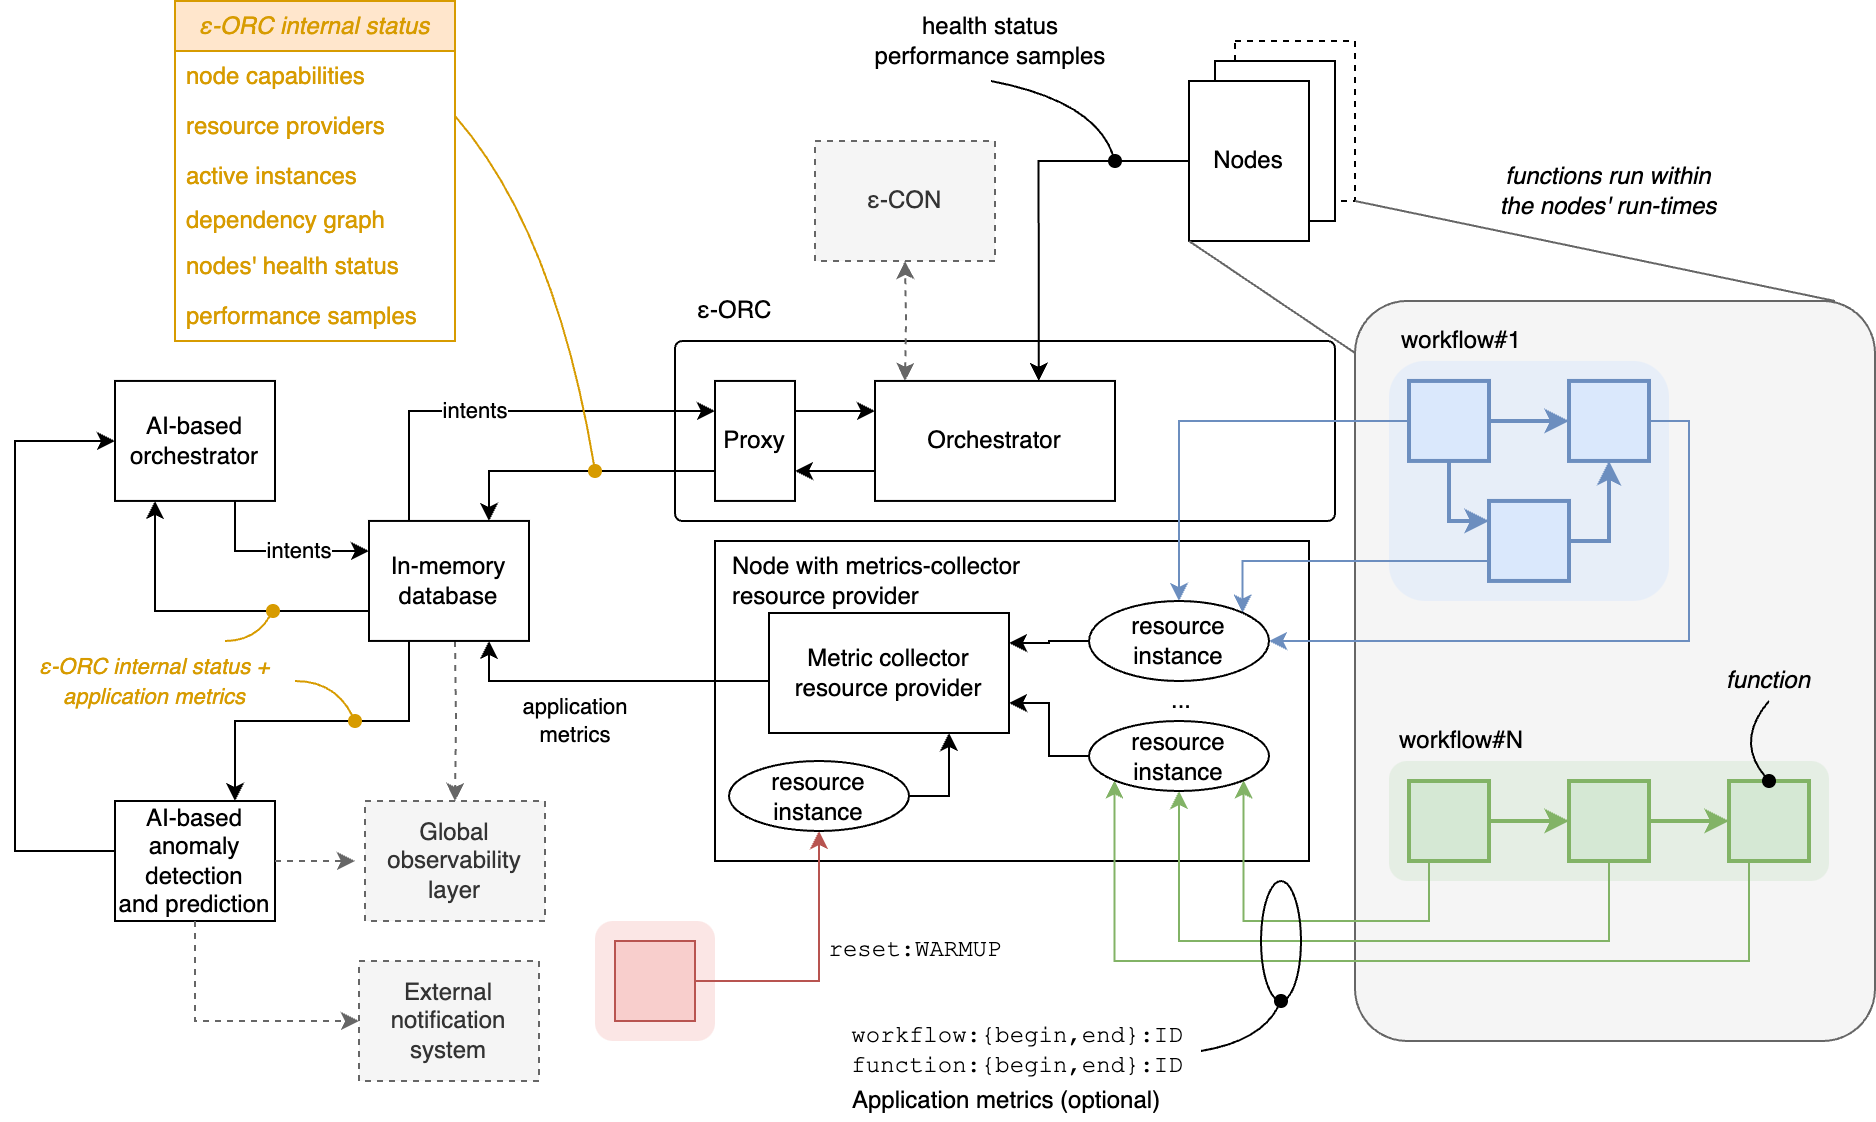 ε-ORC internal status
node capabilities
resource providers
active instances
dependency graph
nodes' health status
performance samples
health status
performance samples
Nodes
functions run within
the nodes' run-times
ε-CON
ε-ORC
Proxy
Orchestrator
intents
AI-based
orchestrator
intents
In-memory
database
ε-ORC internal status +
application metrics
application
metrics
Node with metrics-collector
resource provider
Metric collector
resource provider
resource
instance
...
resource
instance
resource
instance
workflow#1
function
workflow#N
AI-based
anomaly
detection
and prediction
Global
observability
layer
External
notification
system
reset:WARMUP
workflow:{begin,end}:ID
function:{begin,end}:ID
Application metrics (optional)